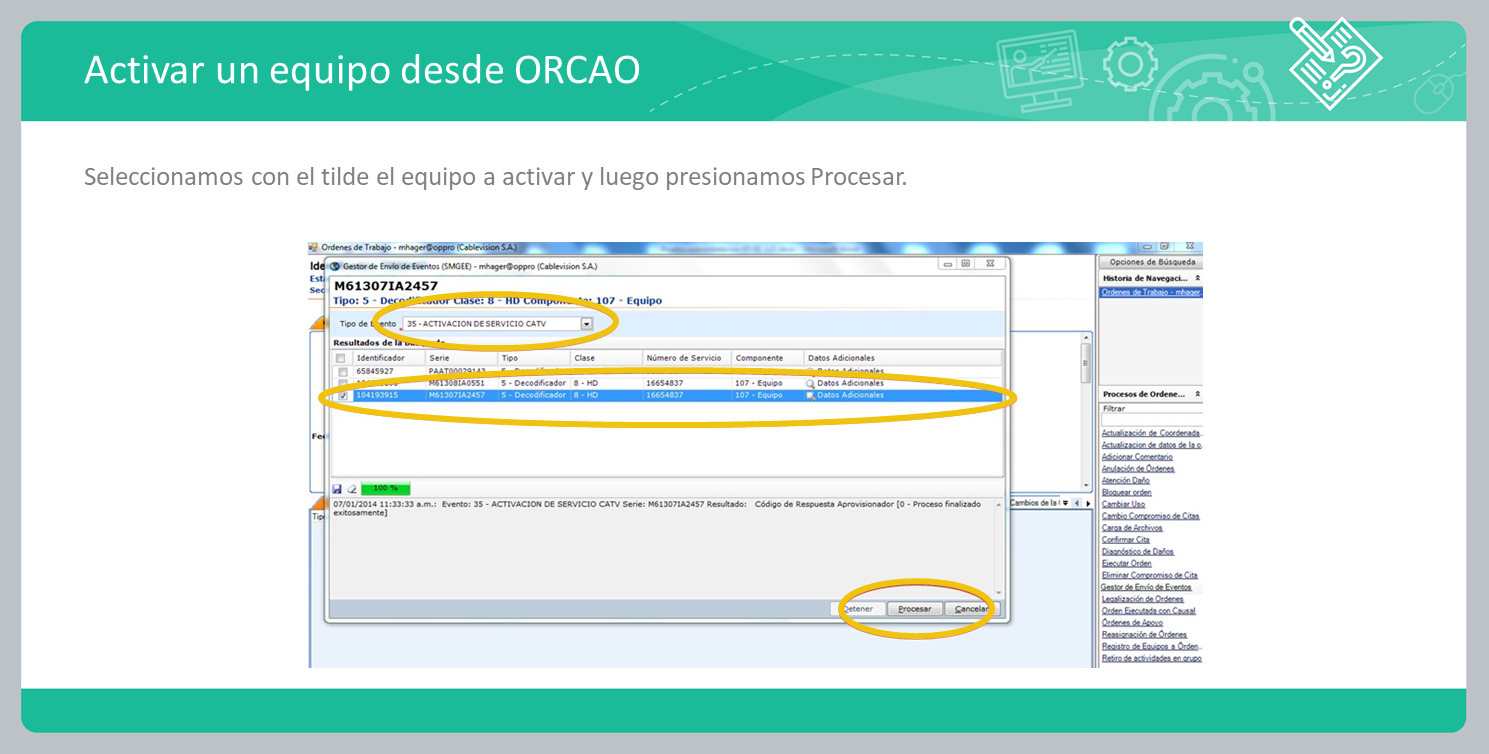 Activar un equipo desde ORCAO
Seleccionamos con el tilde el equipo a activar y luego presionamos Procesar.
Ordenes de Trabajo - mhager@oppro (Cablevision S.A.)
Gestor de Envío de Eventos (SMGEE) - mhager@oppro (Cablevision S.A.)
M61307IA2457
Tipo: 5 - Decodificador Clase: 8 - HD Componente: 107 - Equipo
Tipo de Evento 35 - ACTIVACION DE SERVICIO CATV
Resultados de la
Identificador Serie Tipo Clase Número de Servicio Componente Datos Adicionales
65845927 PAAT00029143 5 - Decodificador Datos Adicionales
M61308IA0551 5 - Decodificador 8 - HD 16654837 107 - Equipo Datos Adicionales
104193915 M61307IA2457 5 - Decodificador 8 - HD 16654837 107 - Equipo Datos Adicionales
100 %
07/01/2014 11:33:33 a.m.: Evento: 35 - ACTIVACION DE SERVICIO CATV Serie: M61307IA2457 Resultado: Código de Respuesta Aprovisionador [0 - Proceso finalizado
exitosamente]
Detener Procesar Cancelar
Cambios de la
Opciones de Búsqueda
Historia de Navegaci...
Ordenes de Trabajo - mhager
Procesos de Ordene...
Filtrar
Actualización de Coordenada.
Actualizacion de datos de la o
Adicionar Comentario
Anulación de Órdenes
Atención Daño
Bloquear orden
Cambiar Uso
Cambio Compromiso de Citas
Carga de Archivos
Confirmar Cita
Diagnóstico de Daños
Ejecutar Orden
Eliminar Compromiso de Cita
Gestor de Envío de Eventos
Legalización de Ordenes
Orden Ejecutada con Causal
Órdenes de Apoyo
Reasignación de Órdenes
Registro de Equipos a Órden..
Retiro de actividades en grupo